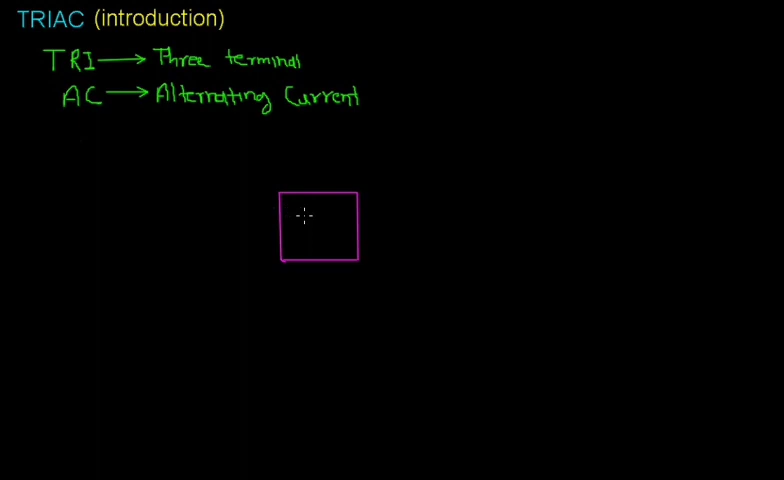 TRIAC (introduction)
TRI → Three terminal
AC → Alternating Current